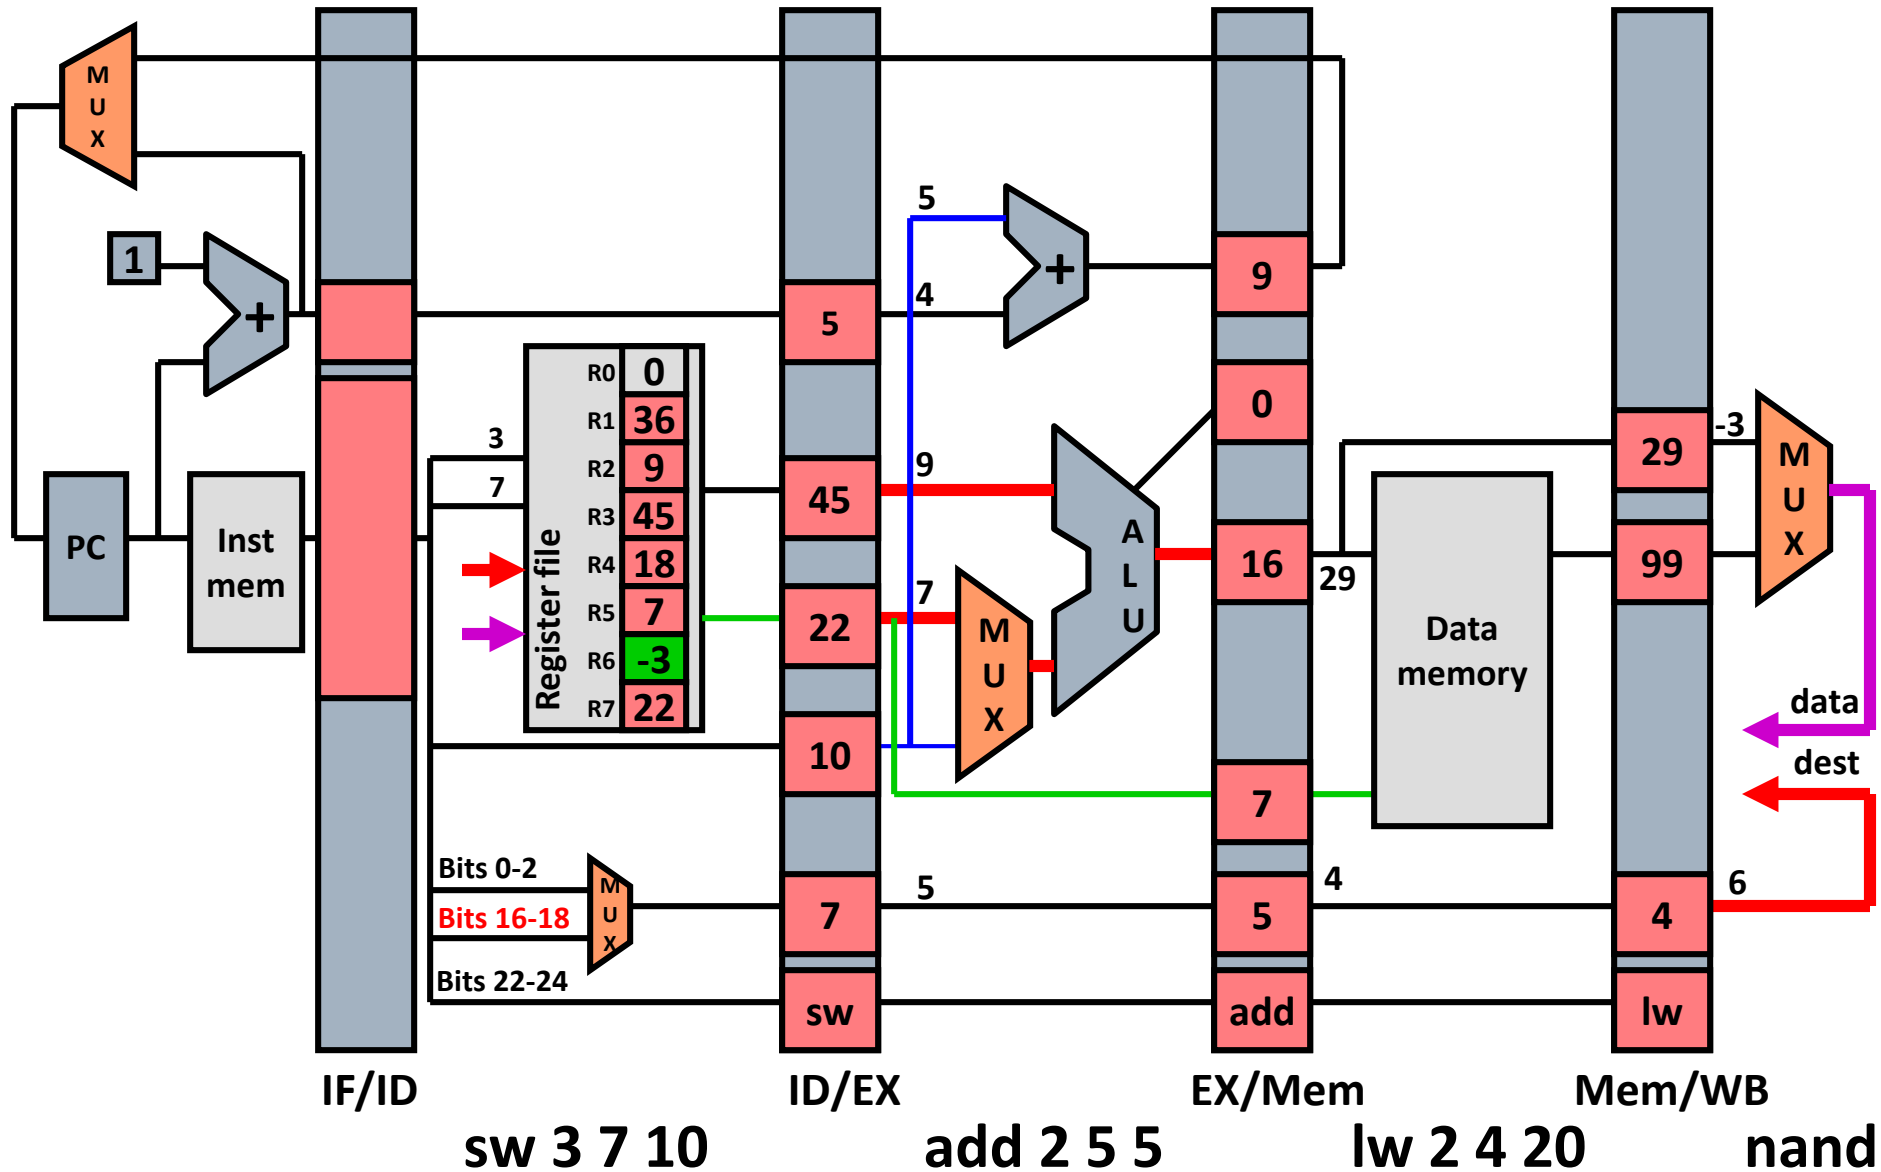 M
U
X
1
+
PC
Inst
mem
3
7
Register file
R0 0
R1 36
R2 9
R3 45
R4 18
R5 7
R6 -3
R7 22
Bits 0-2
Bits 16-18
Bits 22-24
M
U
X
5
45
22
10
7
sw
5
4
9
7
5
+
M
U
X
A
L
U
9
0
16
7
5
add
29
4
Data
memory
29
99
4
lw
-3
6
M
U
X
data
dest
IF/ID ID/EX EX/Mem Mem/WB
sw 3 7 10 add 2 5 5 lw 2 4 20 nand